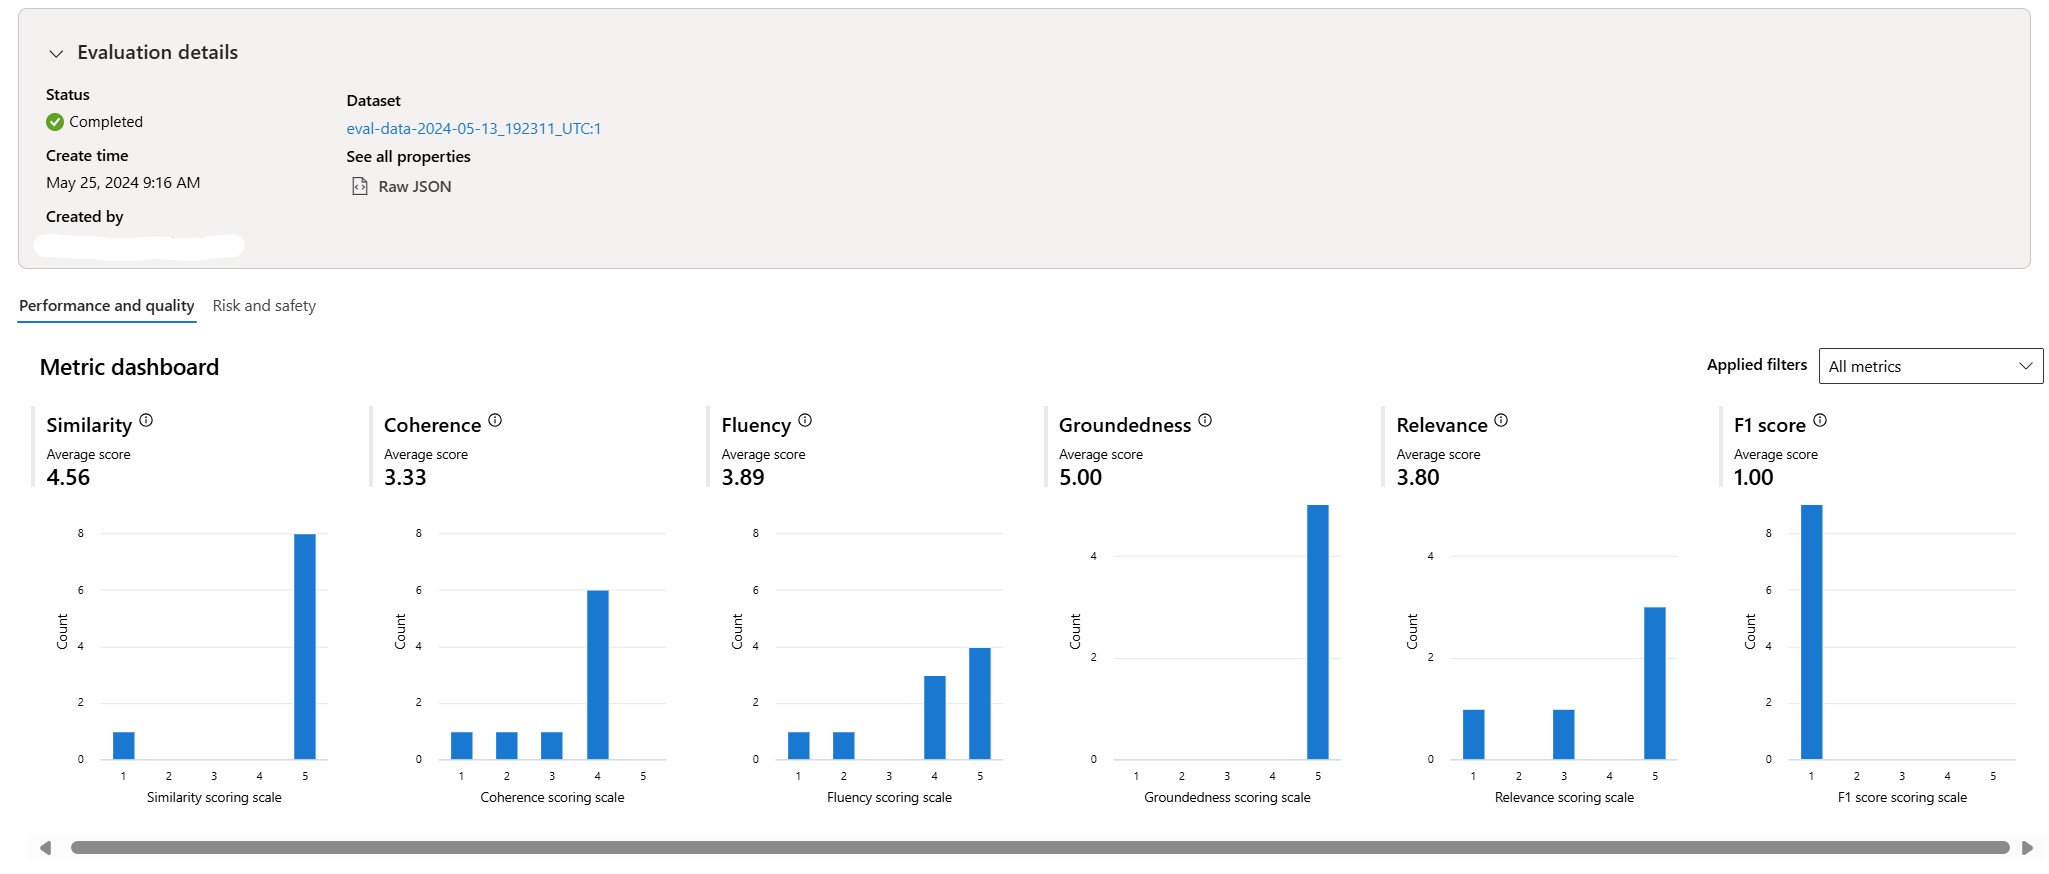 Evaluation details
Status
Completed
Create time
May 25, 2024 9:16 AM
Created by
Dataset
eval-data-2024-05-13_192311_UTC:1
See all properties
Raw JSON
Performance and quality
Risk and safety
Metric dashboard
Applied filters
All metrics
Similarity
Average score
4.56
8
6
4
2
0
Count
1 2 3 4 5
Similarity scoring scale
Coherence
Average score
3.33
8
6
4
2
0
Count
1 2 3 4 5
Coherence scoring scale
Fluency
Average score
3.89
8
6
4
2
0
Count
1 2 3 4 5
Fluency scoring scale
Groundedness
Average score
5.00
4
2
0
Count
1 2 3 4 5
Groundedness scoring scale
Relevance
Average score
3.80
4
2
0
Count
1 2 3 4 5
Relevance scoring scale
F1 score
Average score
1.00
8
6
4
2
0
Count
1 2 3 4 5
F1 score scoring scale